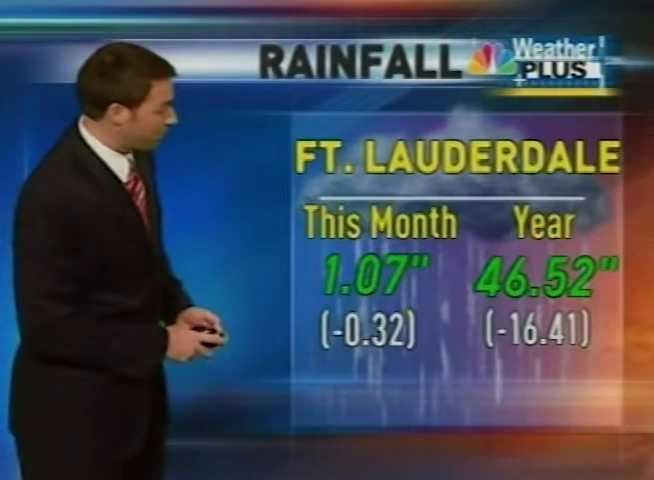 RAINFALL
Weather
PLUS
FT. LAUDERDALE
This Month Year
1.07" 46.52"
(-0.32) (-16.41)